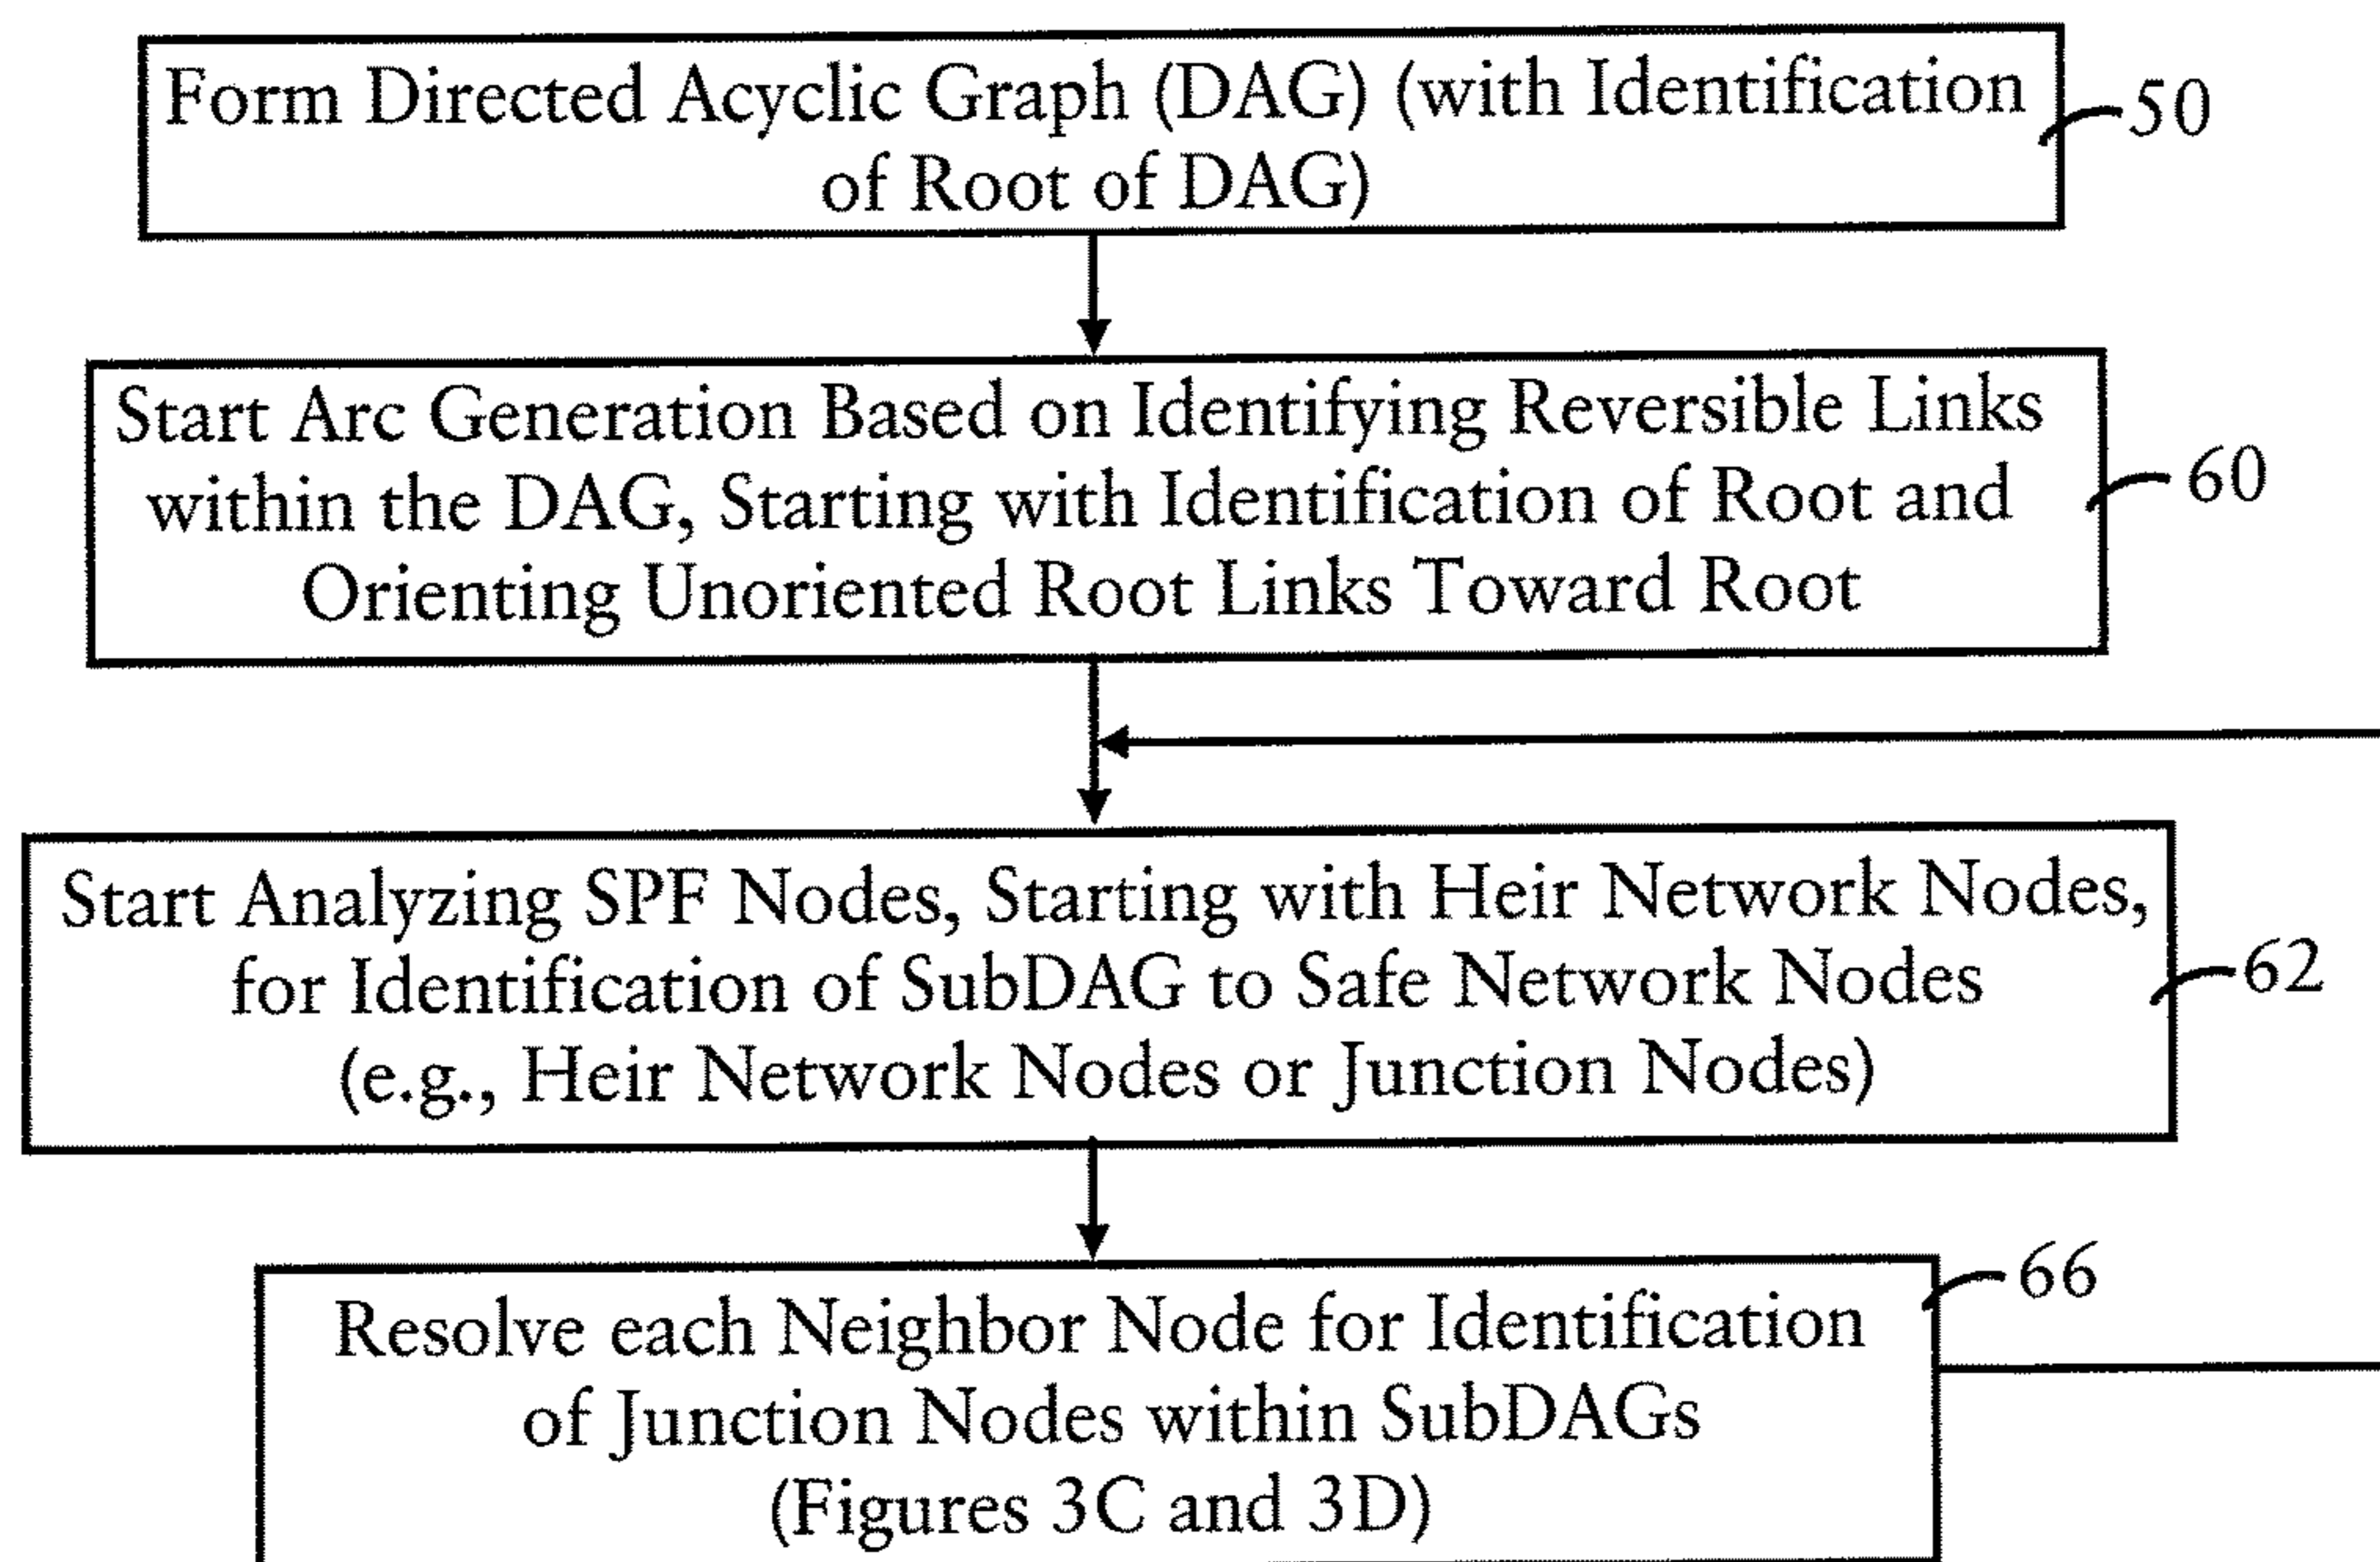 Form Directed Acyclic Graph (DAG) (with Identification
of Root of DAG)
50
Start Arc Generation Based on Identifying Reversible Links
within the DAG, Starting with Identification of Root and
Orienting Unoriented Root Links Toward Root
60
Start Analyzing SPF Nodes, Starting with Heir Network Nodes,
for Identification of SubDAG to Safe Network Nodes
(e.g., Heir Network Nodes or Junction Nodes)
62
66
Resolve each Neighbor Node for Identification
of Junction Nodes within SubDAGs
(Figures 3C and 3D)